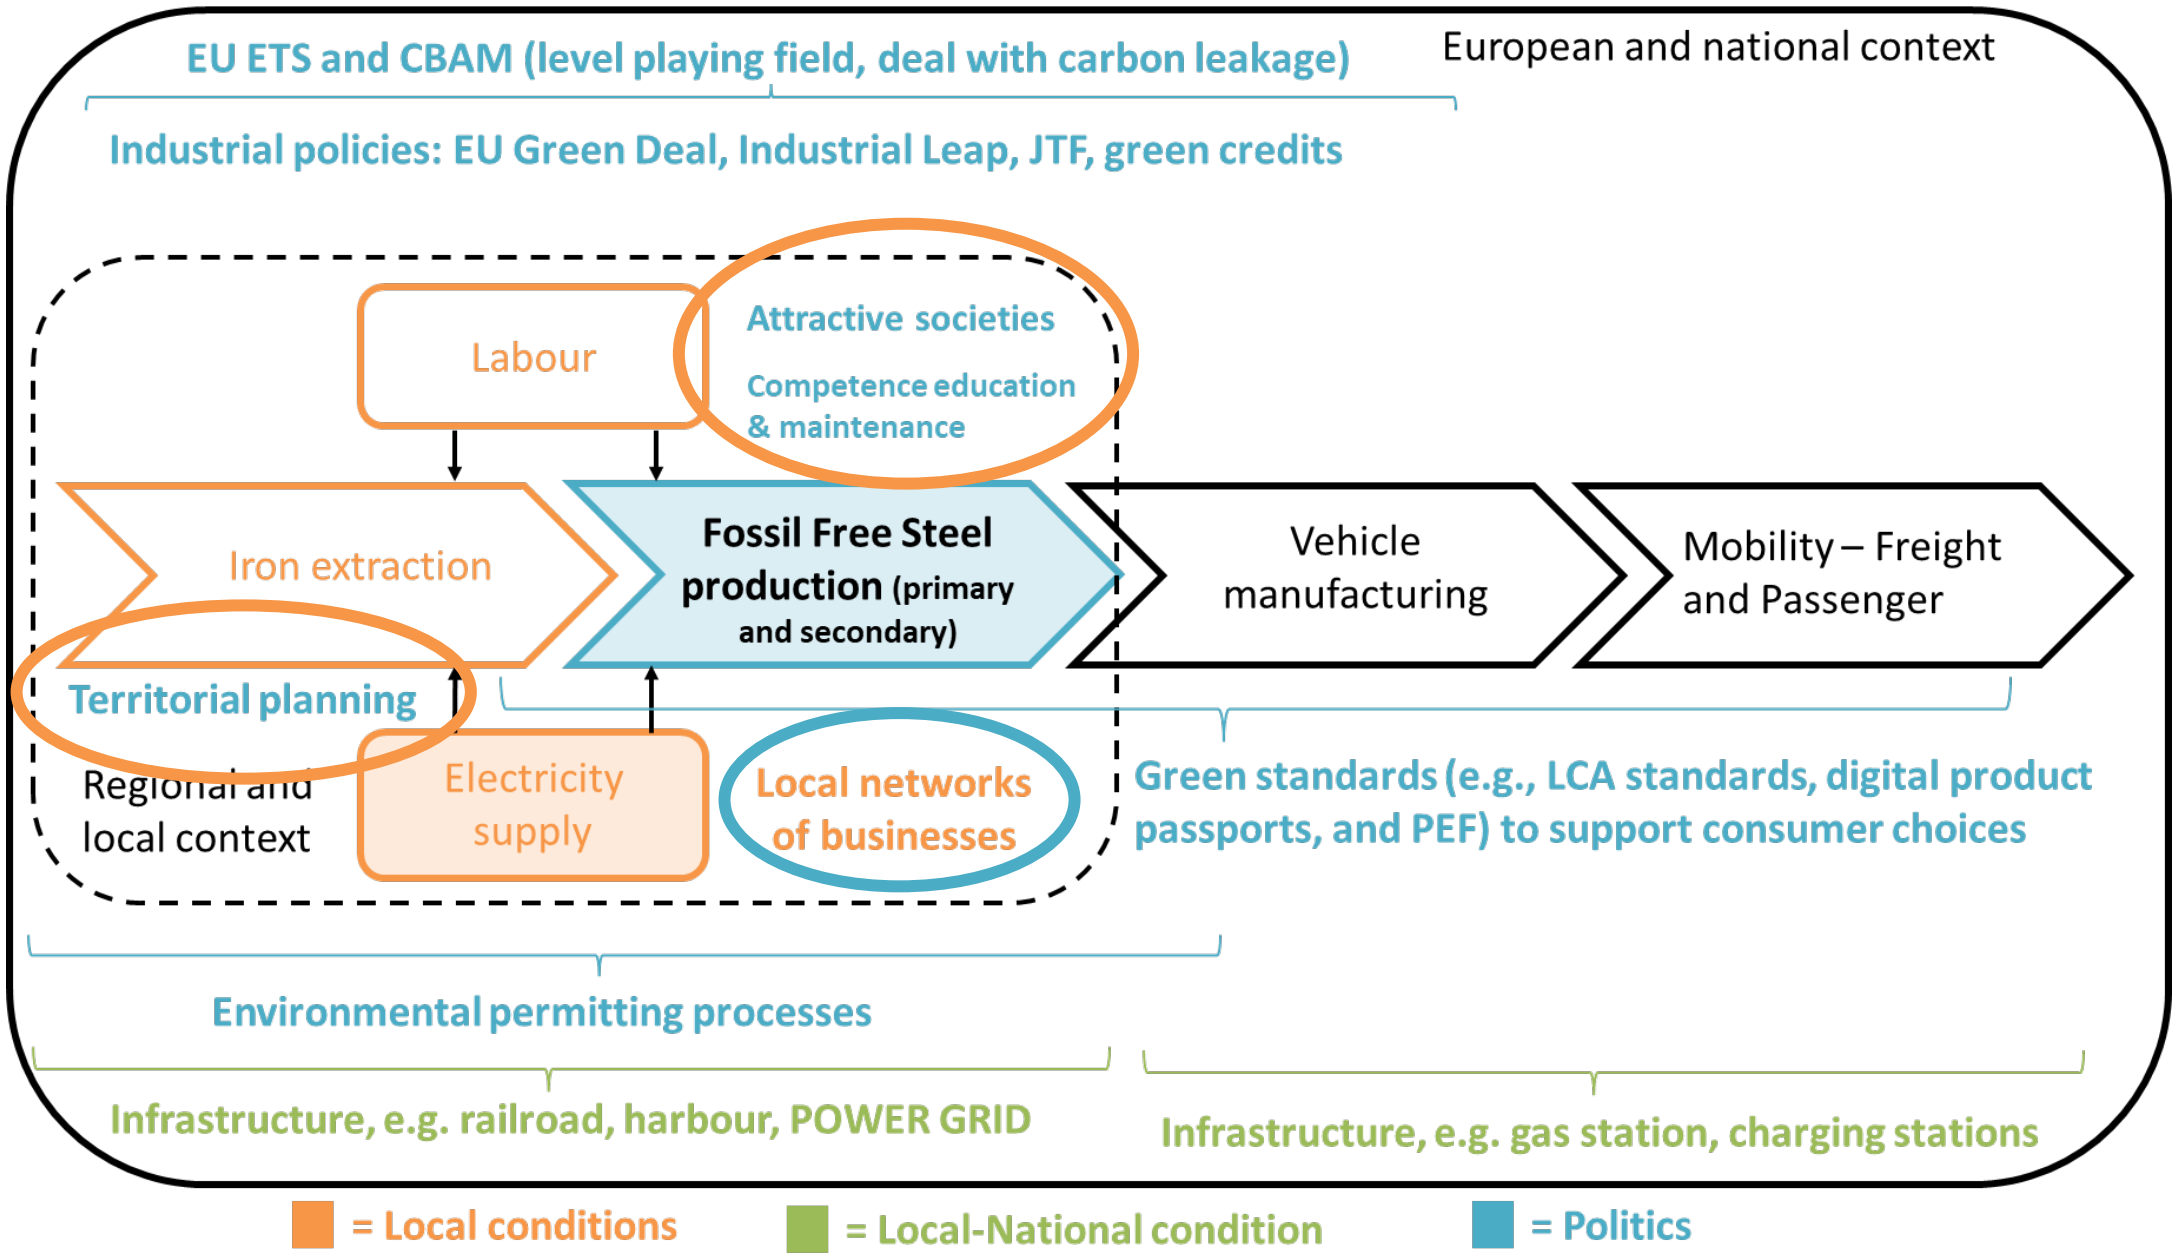 EU ETS and CBAM (level playing field, deal with carbon leakage)
European and national context
Industrial policies: EU Green Deal, Industrial Leap, JTF, green credits
Labour
Attractive societies
Competence education
& maintenance
Iron extraction
Fossil Free Steel
production (primary
and secondary)
Vehicle
manufacturing
Mobility – Freight
and Passenger
Territorial planning
Regional and
local context
Electricity
supply
Local networks
of businesses
Green standards (e.g., LCA standards, digital product
passports, and PEF) to support consumer choices
Environmental permitting processes
Infrastructure, e.g. railroad, harbour, POWER GRID
Infrastructure, e.g. gas station, charging stations
= Local conditions
= Local-National condition
= Politics